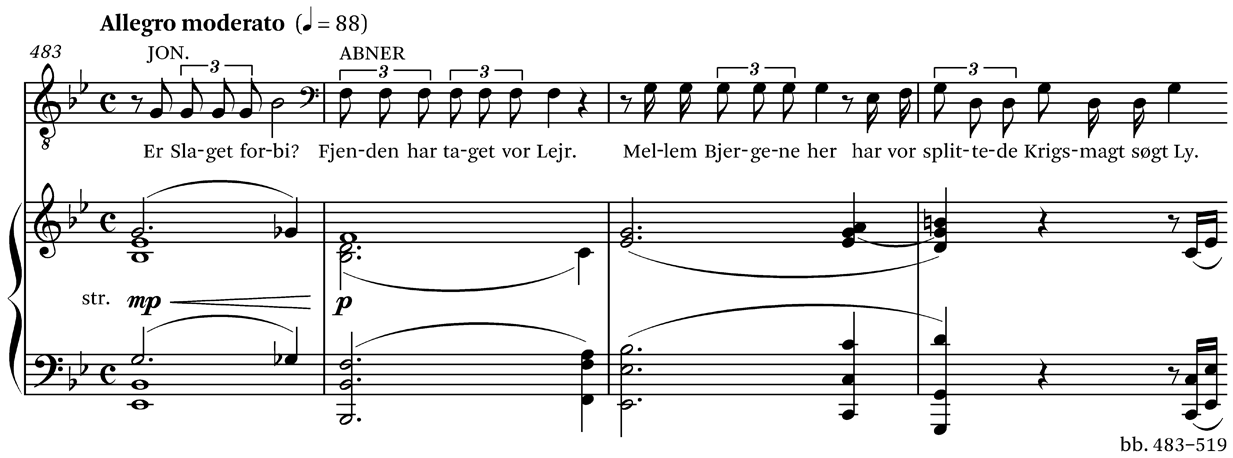 Allegro moderato (♩ = 88)
483 JON. ABNER
3 3 3 3 3
Er Sla-get for-bi? Fjen-den har ta-get vor Lejr. Mel-lem Bjer-ge-ne her har vor split-te-de Krigs-magt søgt Ly.
str. mp p
bb. 483–519